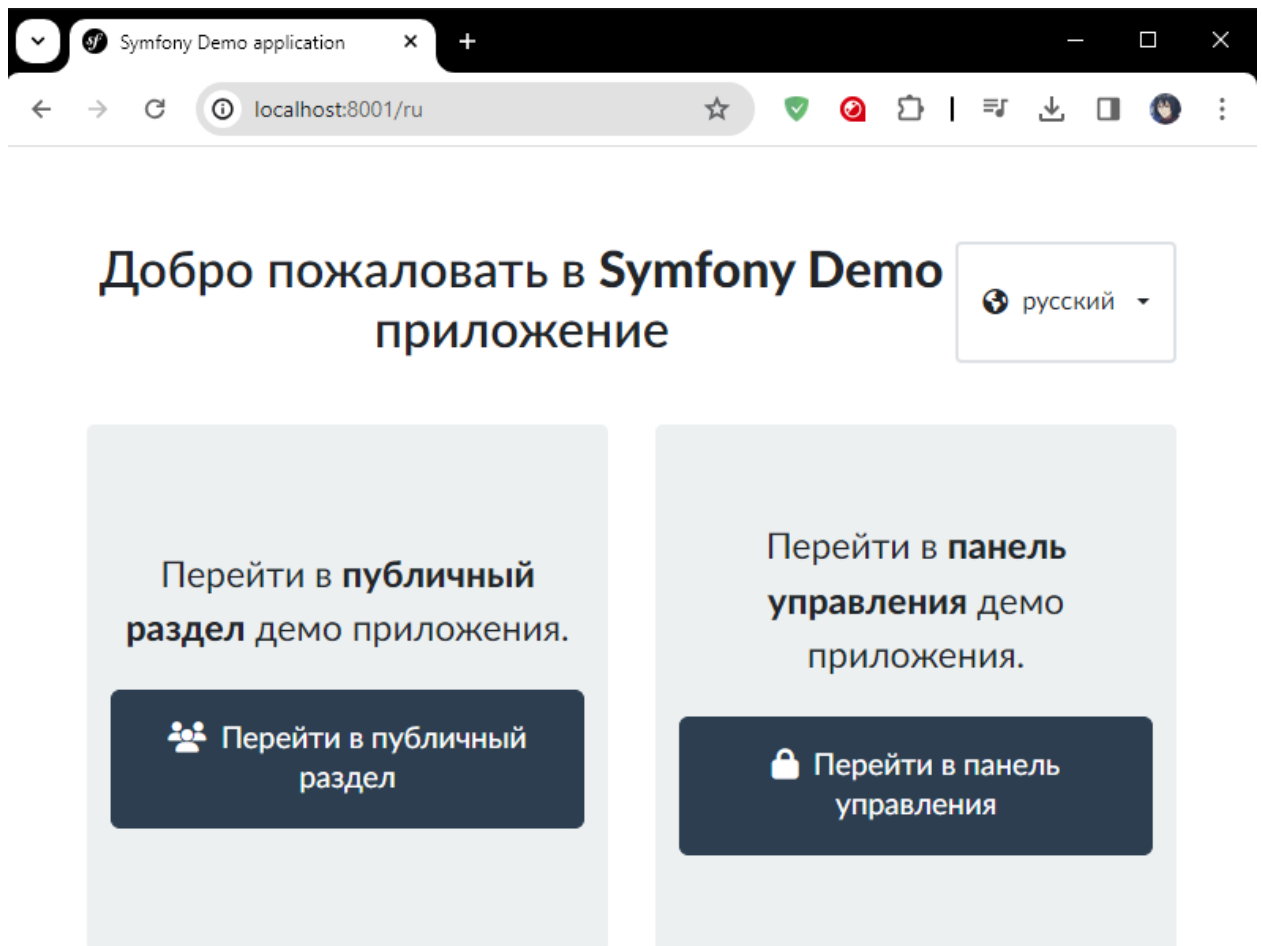 Symfony Demo application
localhost:8001/ru
Добро пожаловать в Symfony Demo
приложение
русский
Перейти в публичный
раздел демо приложения.
Перейти в публичный
раздел
Перейти в панель
управления демо
приложения.
Перейти в панель
управления